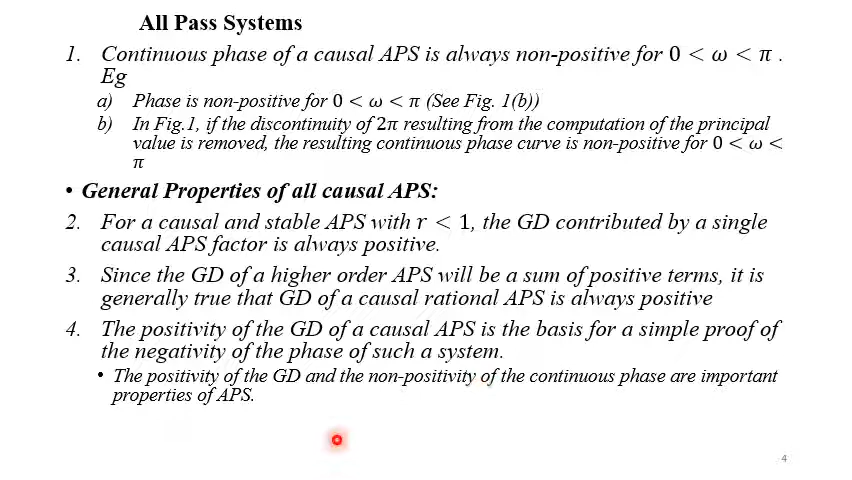 All Pass Systems
1. Continuous phase of a causal APS is always non-positive for 0 < ω < π .
Eg
a) Phase is non-positive for 0 < ω < π (See Fig. 1(b))
b) In Fig.1, if the discontinuity of 2π resulting from the computation of the principal
value is removed, the resulting continuous phase curve is non-positive for 0 < ω <
π
• General Properties of all causal APS:
2. For a causal and stable APS with r < 1, the GD contributed by a single
causal APS factor is always positive.
3. Since the GD of a higher order APS will be a sum of positive terms, it is
generally true that GD of a causal rational APS is always positive
4. The positivity of the GD of a causal APS is the basis for a simple proof of
the negativity of the phase of such a system.
• The positivity of the GD and the non-positivity of the continuous phase are important
properties of APS.
4